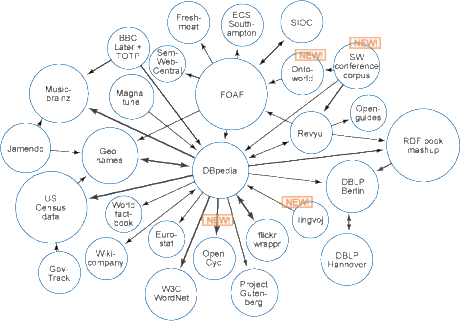 Fresh-
meat
ECS
South-
ampton
SIOC
BBC
Later +
TOTP
Sem-
Web-
Central
FOAF
NEW!
Onto-
world
NEW!
SW
conference
corpus
Music-
brainz
Magna
tune
Open-
guides
Revyu
RDF book
mashup
Jamendo
Geo
names
DBpedia
DBLP
Berlin
US
Census
data
World
fact-
book
NEW!
lingvoj
NEW!
Euro-
stat
flickr
wrappr
Wiki-
company
Open
Cyc
DBLP
Hannover
Gov-
Track
W3C
WordNet
Project
Guten-
berg